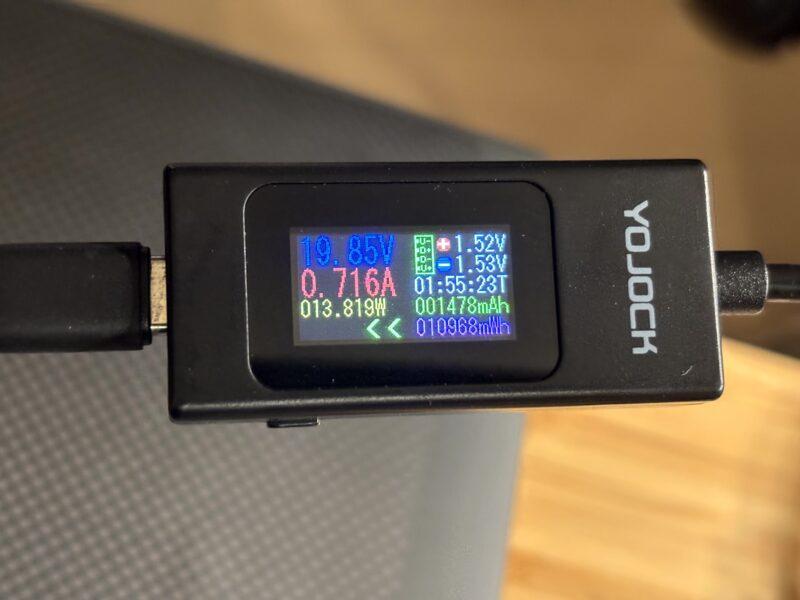 19.85V
0.716A
013.819W
<<
U-
D+
D-
U+
+ 1.52V
- 1.53V
01:55:23T
001478mAh
010968mWh
YOJOCK